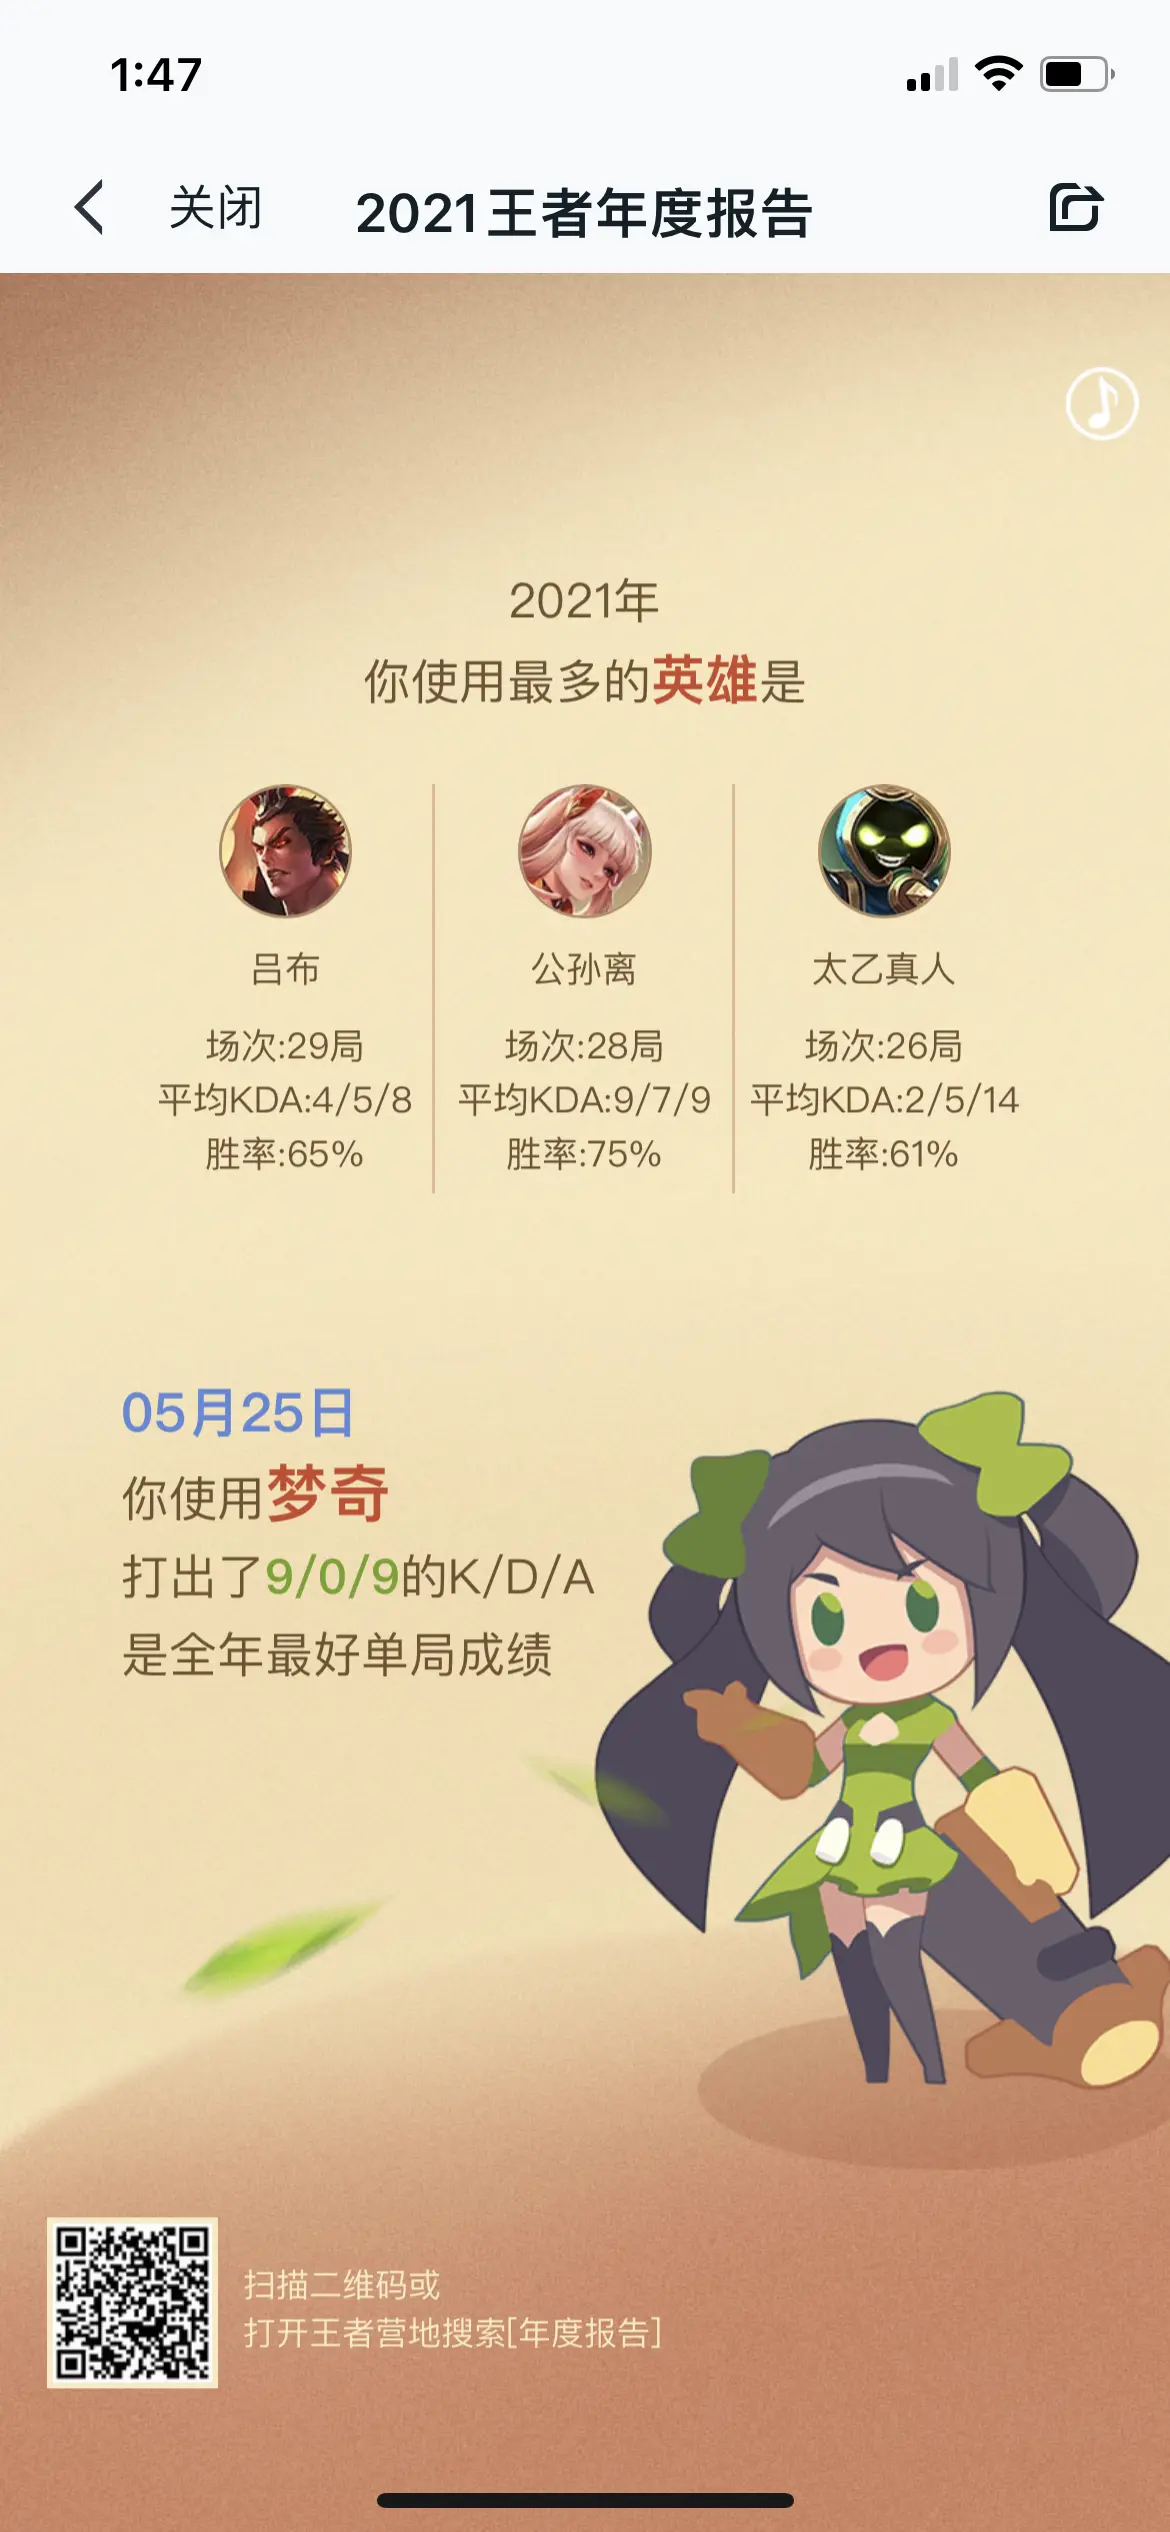 1:47
关闭
2021王者年度报告
2021年
你使用最多的英雄是
吕布
公孙离
太乙真人
场次:29局
场次:28局
场次:26局
平均KDA:4/5/8
平均KDA:9/7/9
平均KDA:2/5/14
胜率:65%
胜率:75%
胜率:61%
05月25日
你使用梦奇
打出了9/0/9的K/D/A
是全年最好单局成绩
扫描二维码或
打开王者营地搜索[年度报告]